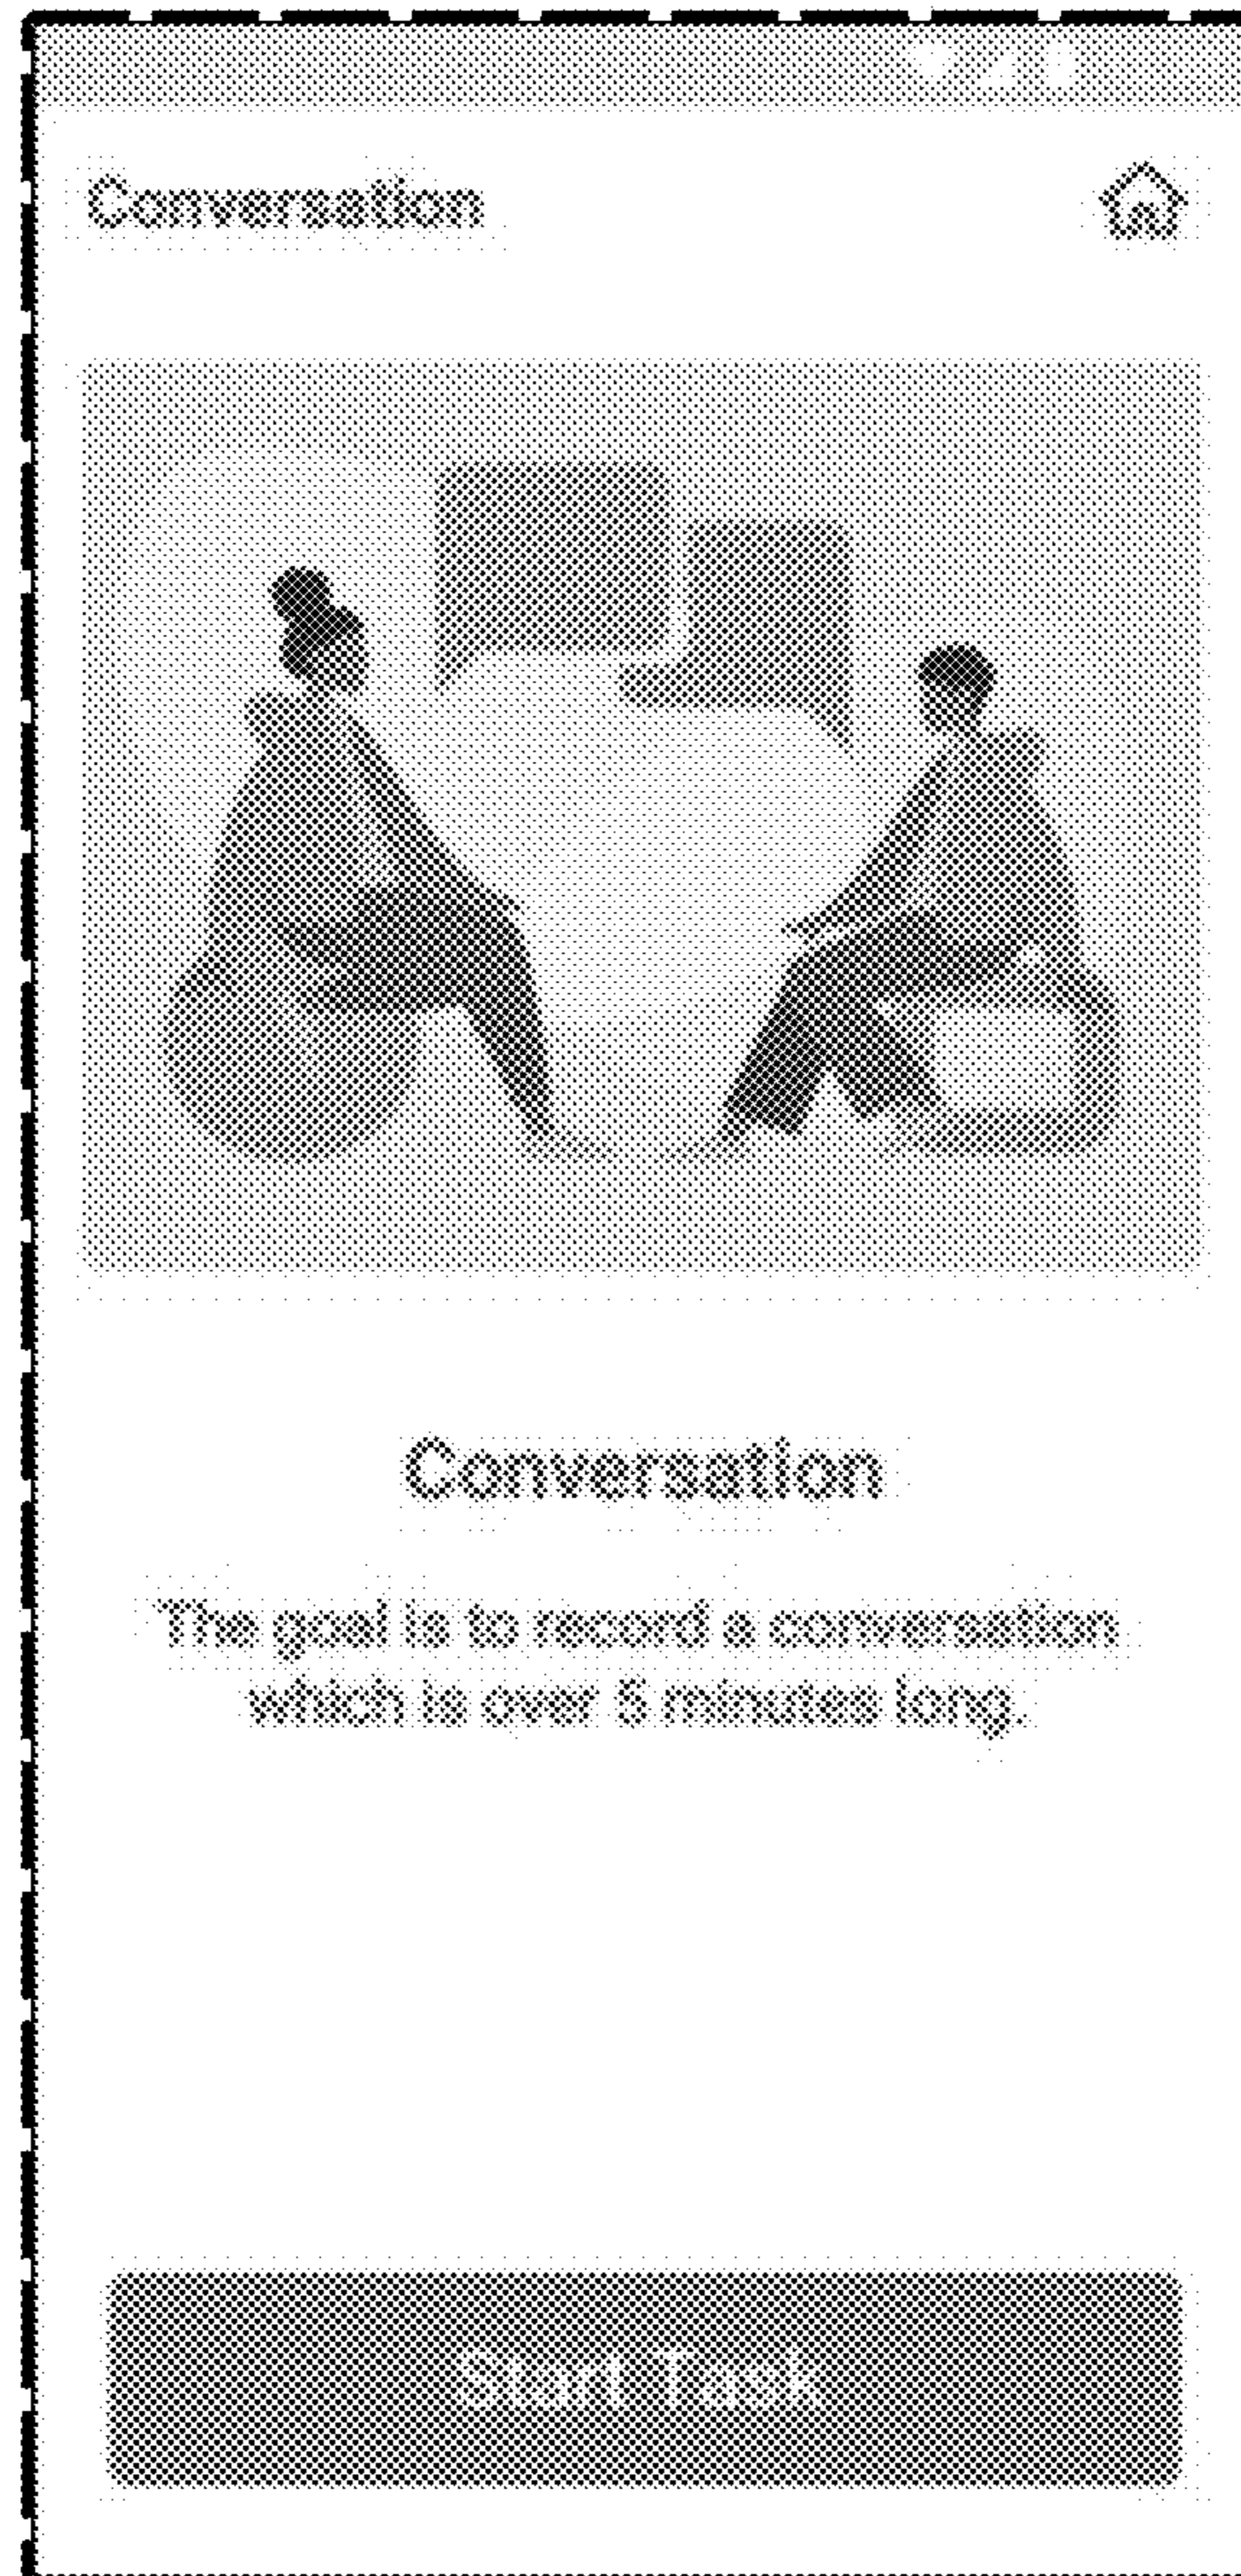 Conversation
Conversation
The goal is to record a conversation
which is over 5 minutes long.
Start Task